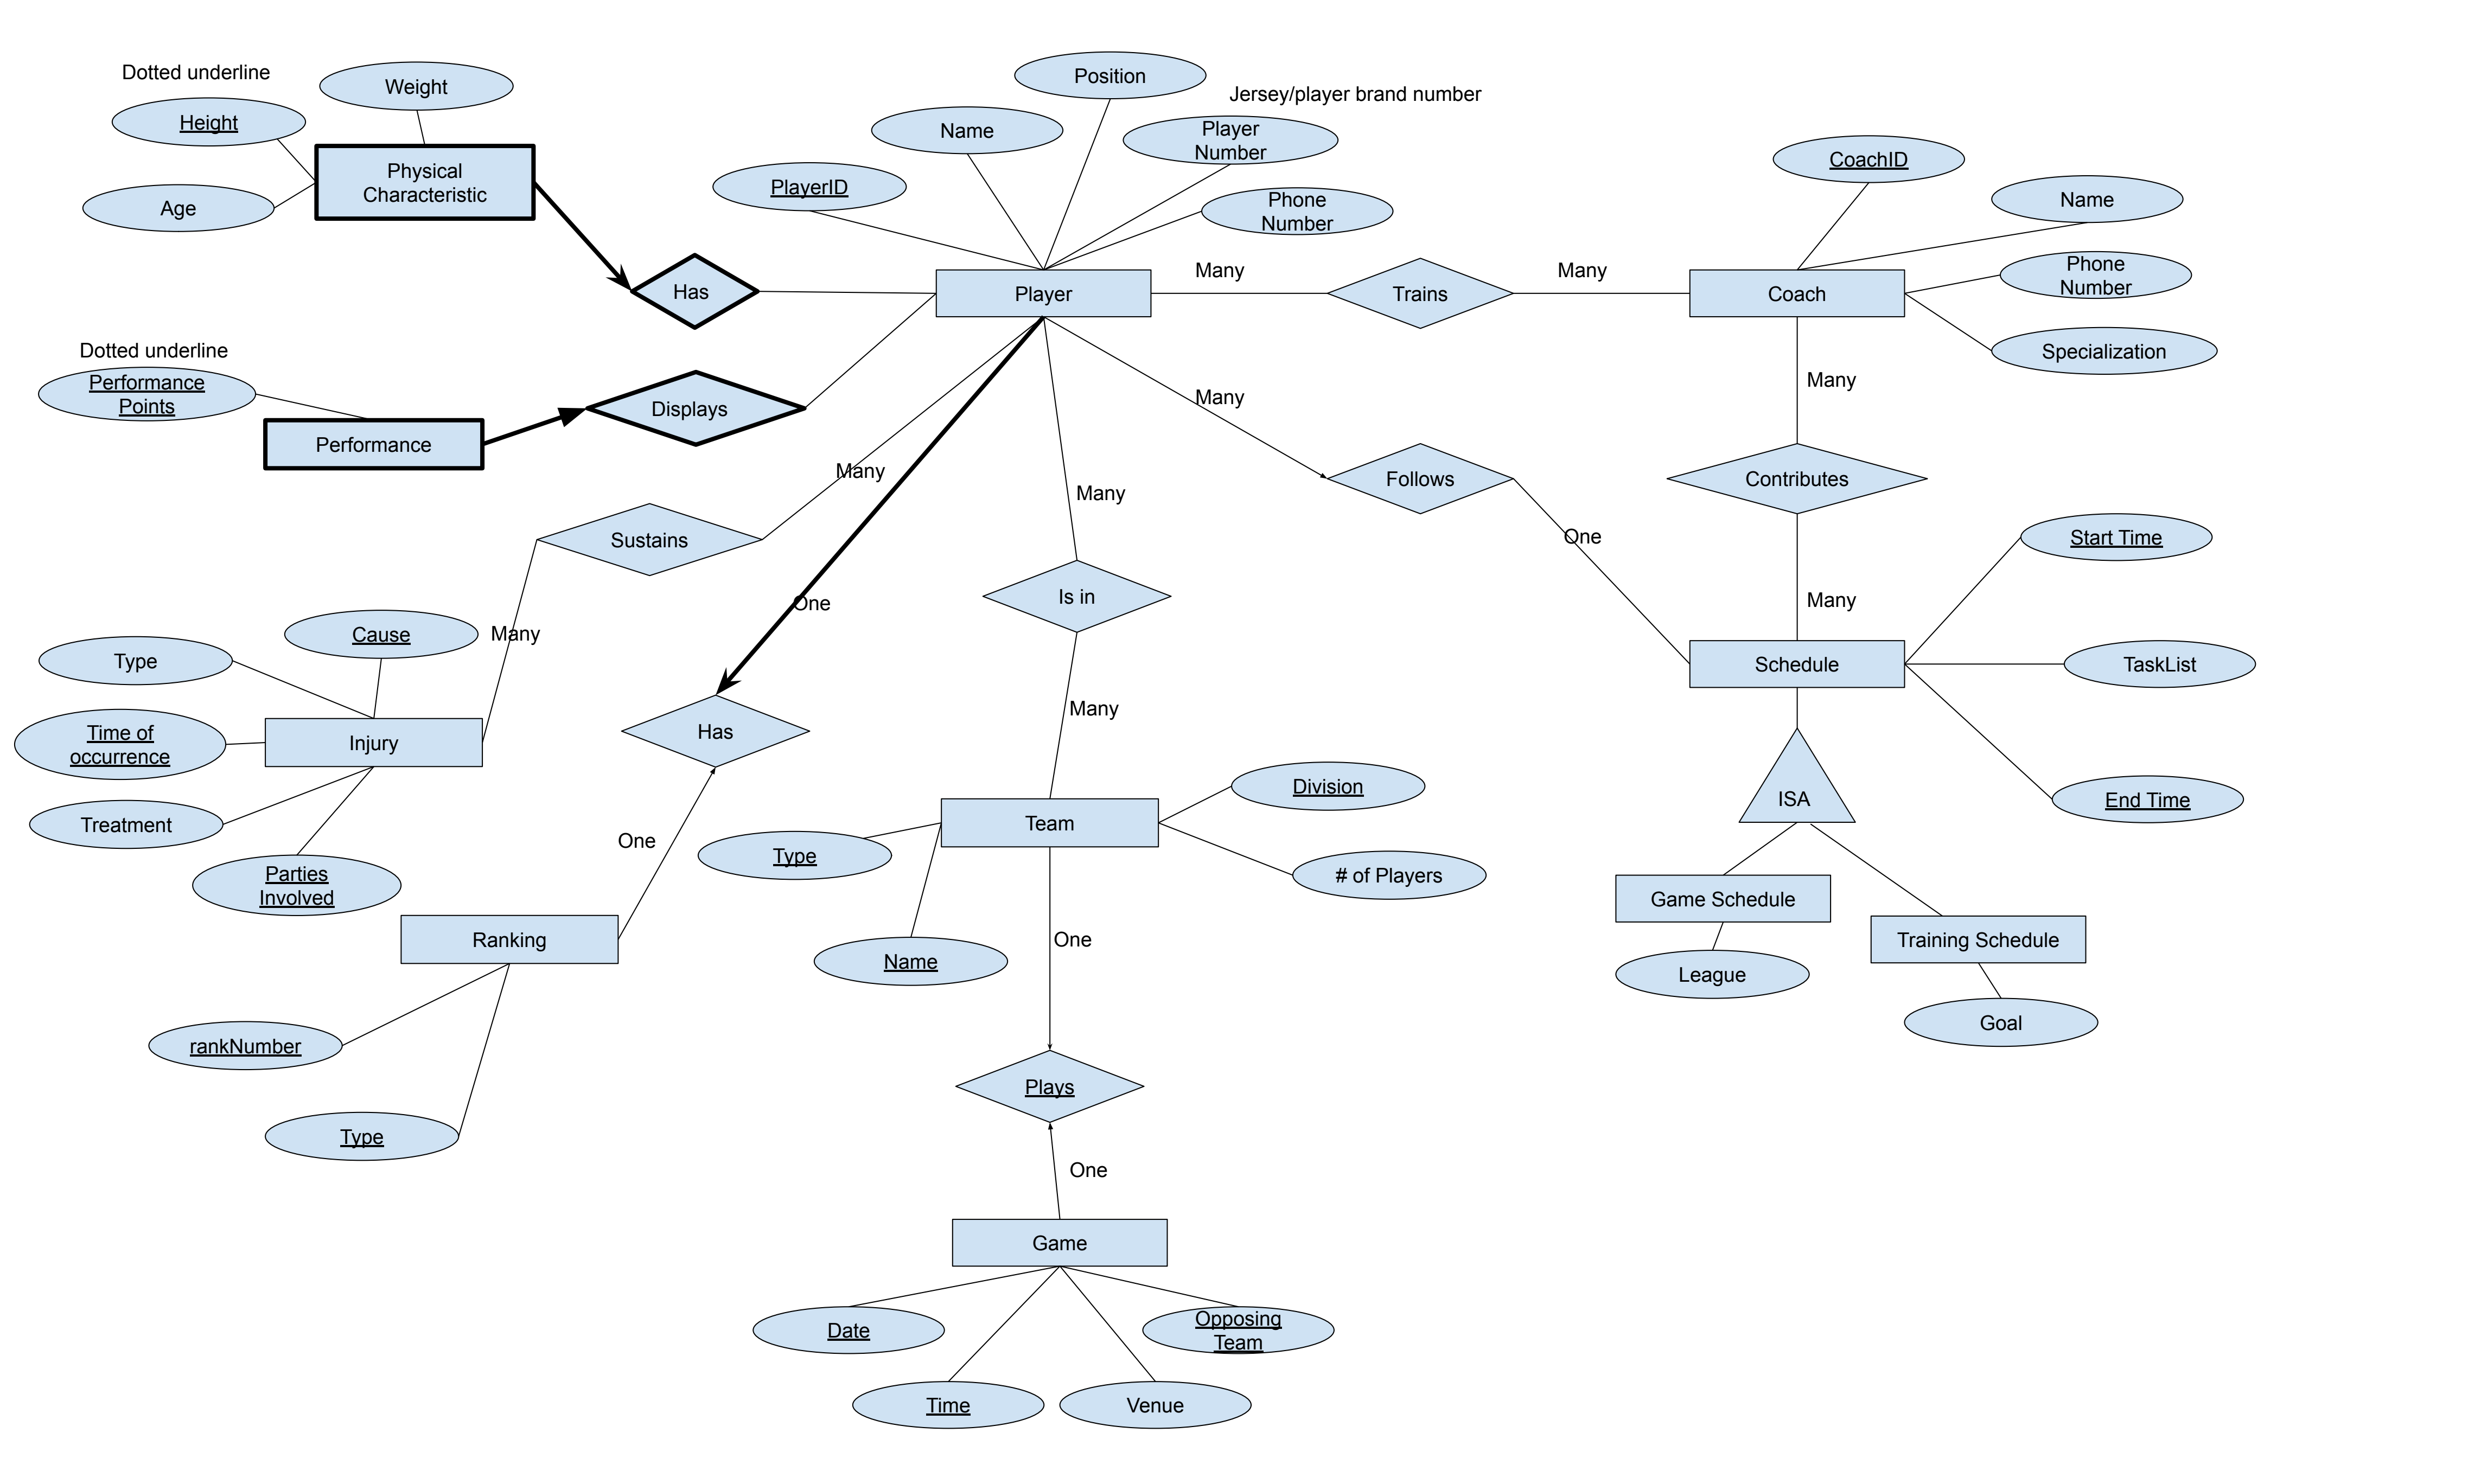 Dotted underline
Weight
Height
Physical
Characteristic
Age
Position
Jersey/player brand number
Name
Player
Number
PlayerID
Phone
Number
CoachID
Name
Phone
Number
Specialization
Has
Player
Many
Trains
Many
Coach
Dotted underline
Performance
Points
Performance
Displays
Many
Many
Many
Follows
One
Many
Contributes
Many
Sustains
One
Is in
Many
Many
Start Time
Schedule
TaskList
End Time
ISA
Cause
Type
Time of
occurrence
Injury
Treatment
Parties
Involved
Has
One
Division
Team
Type
# of Players
Name
Game Schedule
Training Schedule
League
Goal
Ranking
One
rankNumber
Type
Plays
One
Game
Date
Opposing
Team
Time
Venue